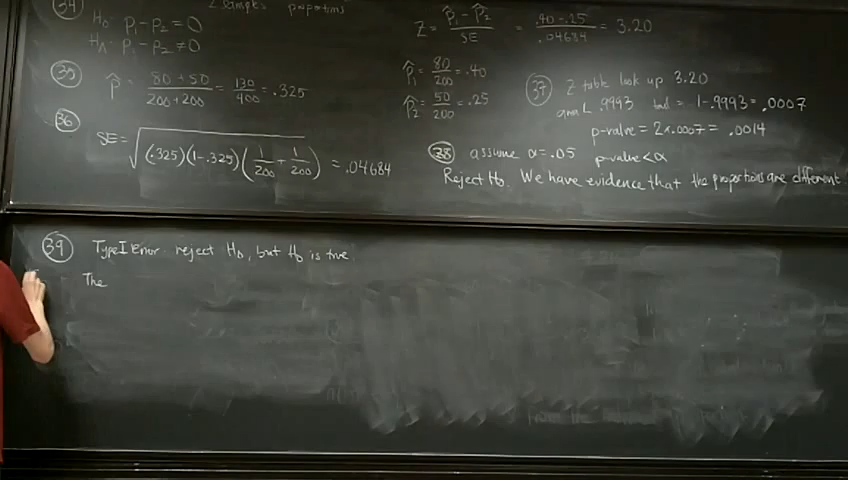 34 2 samples proportions
H₀: p₁-p₂=0
Hₐ: p₁-p₂≠0
35 p̂ = (80+50)/(200+200) = 130/400 = .325
36 SE = √((.325)(1-.325)(1/200 + 1/200)) = .04684
Z = (p̂₁-p̂₂)/SE = (.40-.25)/.04684 = 3.20
p̂₁ = 80/200 = .40
p̂₂ = 50/200 = .25
37 Z table look up 3.20
area L .9993 tail = 1-.9993 = .0007
p-value = 2×.0007 = .0014
38 assume α=.05 p-value<α
Reject H₀. We have evidence that the proportions are different
39 Type I Error. reject H₀, but H₀ is true.
The